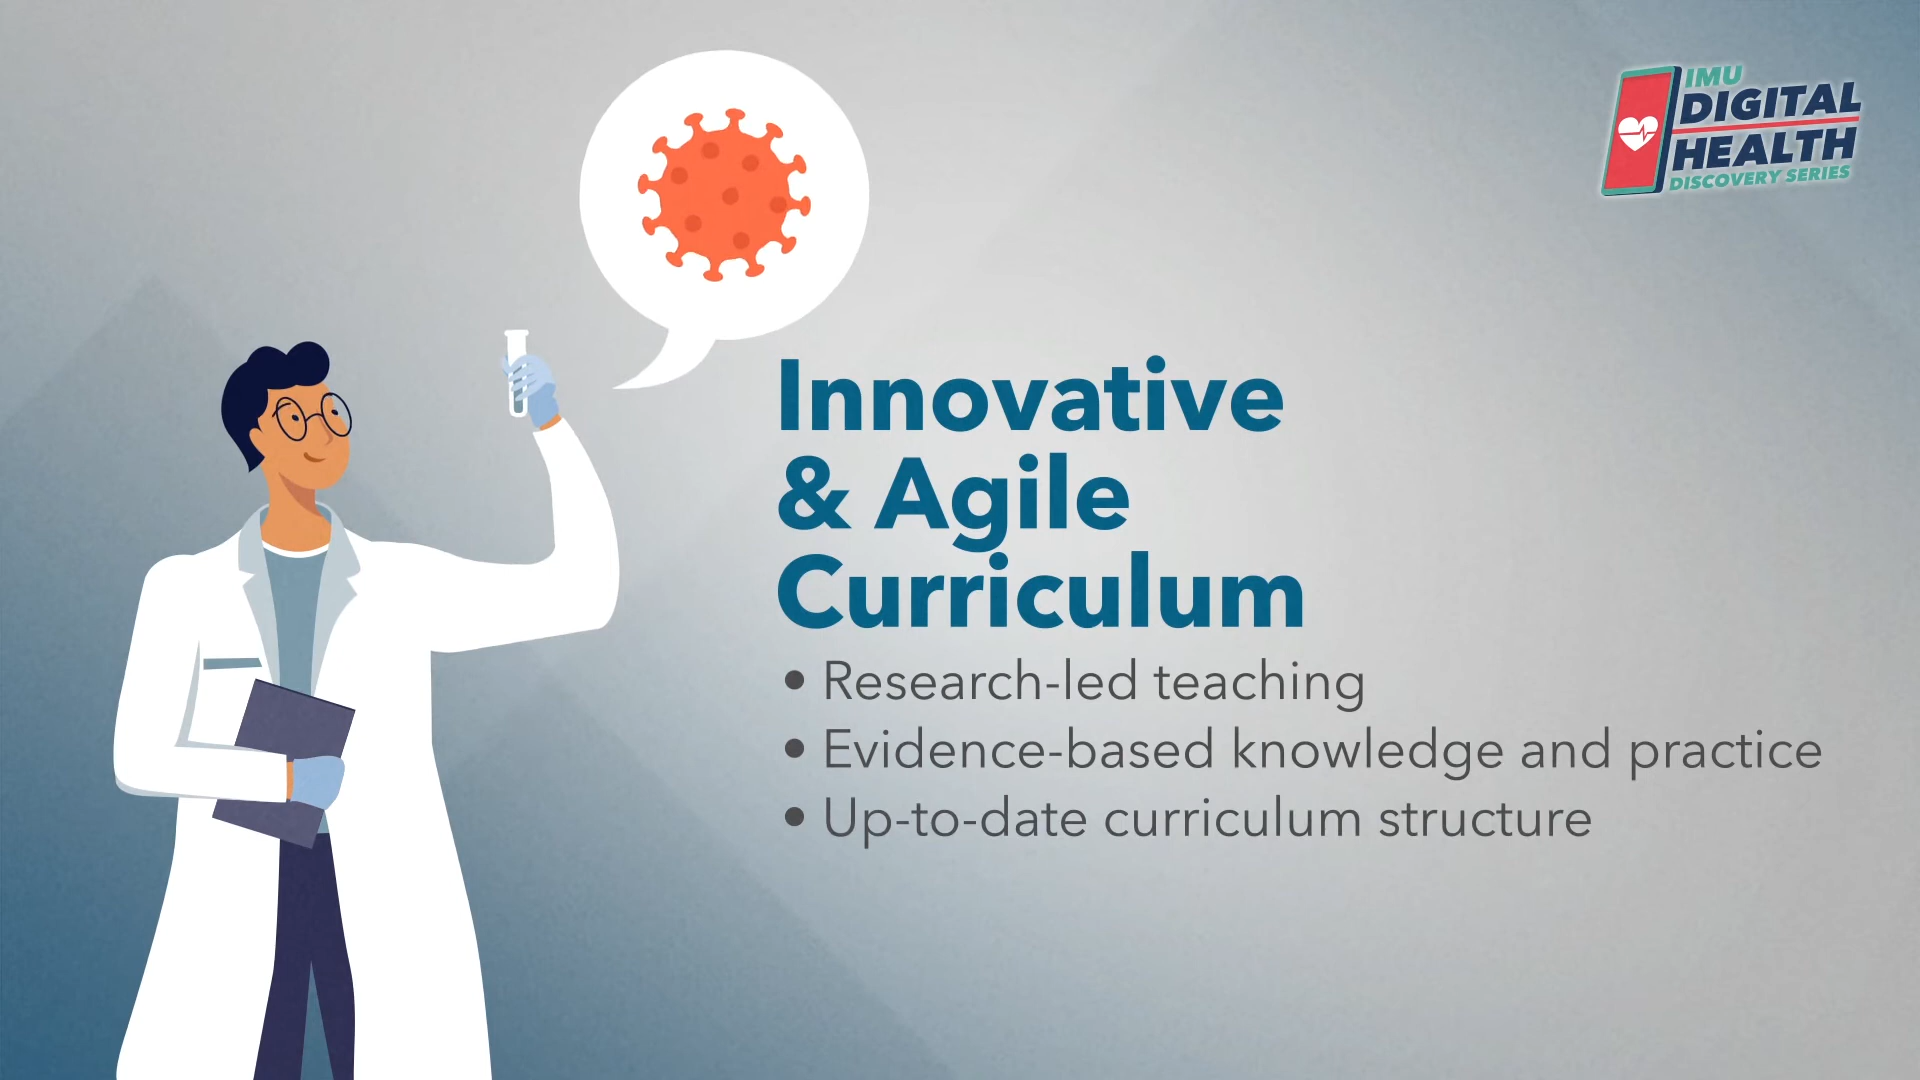 IMU
DIGITAL
HEALTH
DISCOVERY SERIES
Innovative
& Agile
Curriculum
• Research-led teaching
• Evidence-based knowledge and practice
• Up-to-date curriculum structure